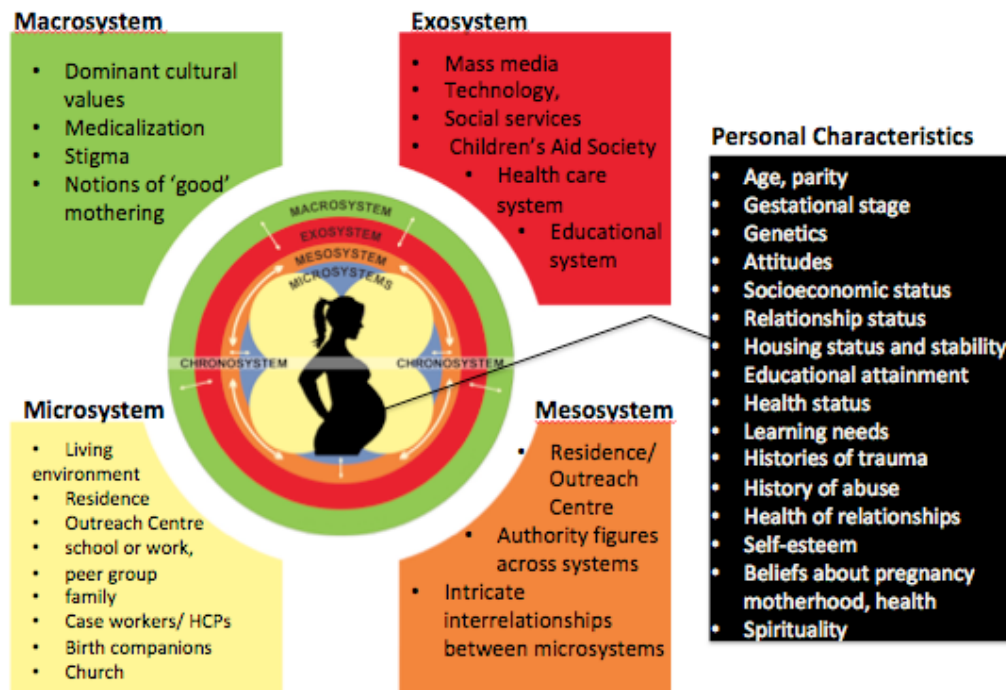 Macrosystem
• Dominant cultural
values
• Medicalization
• Stigma
• Notions of ‘good’
mothering
Exosystem
• Mass media
• Technology,
• Social services
• Children’s Aid Society
• Health care
system
• Educational
system
MACROSYSTEM
EXOSYSTEM
MESOSYSTEM
MICROSYSTEMS
CHRONOSYSTEM
CHRONOSYSTEM
Personal Characteristics
• Age, parity
• Gestational stage
• Genetics
• Attitudes
• Socioeconomic status
• Relationship status
• Housing status and stability
• Educational attainment
• Health status
• Learning needs
• Histories of trauma
• History of abuse
• Health of relationships
• Self-esteem
• Beliefs about pregnancy
motherhood, health
• Spirituality
Microsystem
• Living
environment
• Residence
• Outreach Centre
• school or work,
• peer group
• family
• Case workers/ HCPs
• Birth companions
• Church
Mesosystem
• Residence/
Outreach
Centre
• Authority figures
across systems
• Intricate
interrelationships
between microsystems